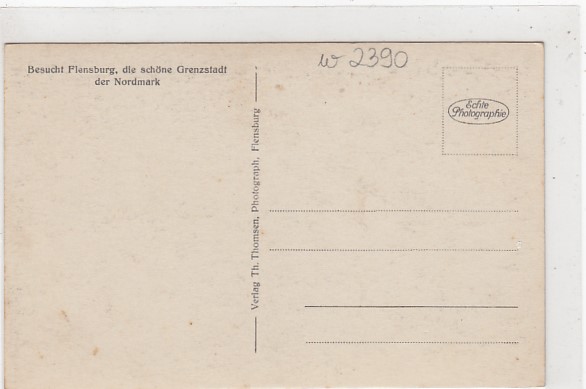 Besucht Flensburg, die schöne Grenzstadt
der Nordmark
w 2390
Echte
Photographie
Verlag Th. Thomsen, Photograph, Flensburg